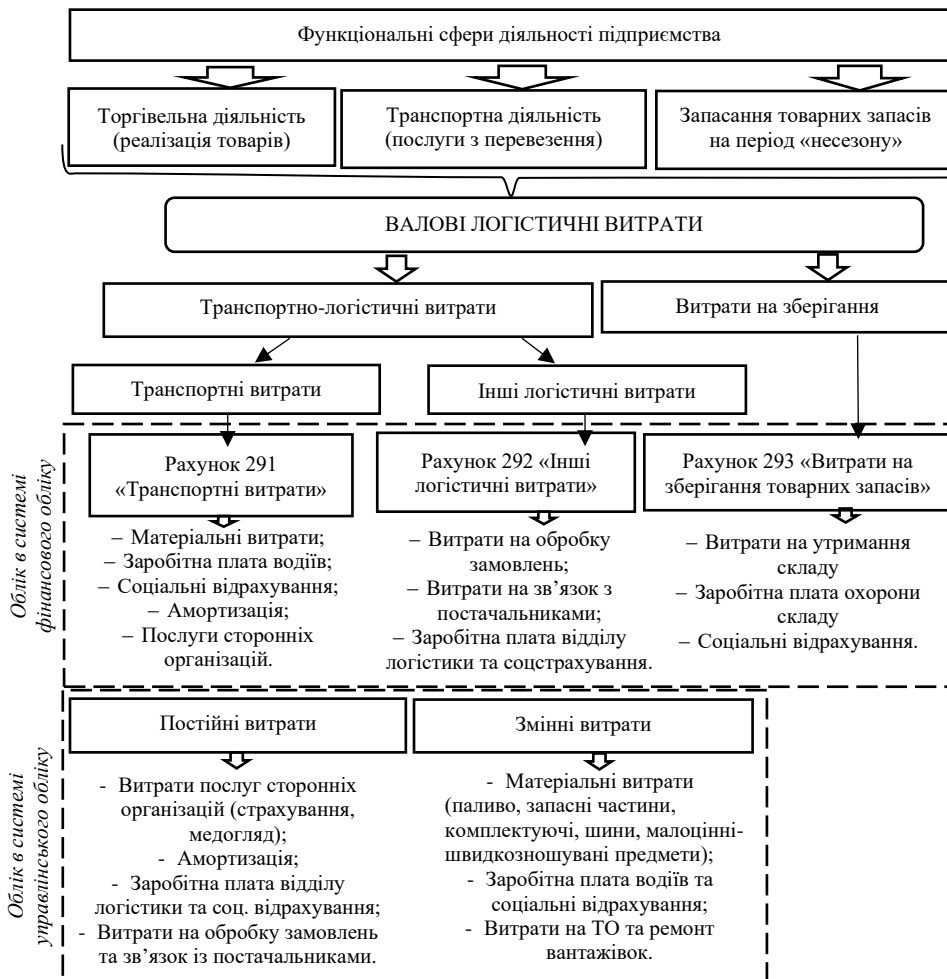 Функціональні сфери діяльності підприємства
Торгівельна діяльність
(реалізація товарів)
Транспортна діяльність
(послуги з перевезення)
Запасання товарних запасів
на період «несезону»
ВАЛОВІ ЛОГІСТИЧНІ ВИТРАТИ
Транспортно-логістичні витрати
Витрати на зберігання
Транспортні витрати
Інші логістичні витрати
Облік в системі
фінансового обліку
Рахунок 291
«Транспортні витрати»
Рахунок 292 «Інші
логістичні витрати»
Рахунок 293 «Витрати на
зберігання товарних запасів»
– Матеріальні витрати;
– Заробітна плата водіїв;
– Соціальні відрахування;
– Амортизація;
– Послуги сторонніх
організацій.
– Витрати на обробку
замовлень;
– Витрати на зв’язок з
постачальниками;
– Заробітна плата відділу
логістики та соцстрахування.
– Витрати на утримання
складу
– Заробітна плата охорони
складу
– Соціальні відрахування.
Облік в системі
управлінського обліку
Постійні витрати
Змінні витрати
- Витрати послуг сторонніх
організацій (страхування,
медогляд);
- Амортизація;
- Заробітна плата відділу
логістики та соц. відрахування;
- Витрати на обробку замовлень
та зв’язок із постачальниками.
- Матеріальні витрати
(паливо, запасні частини,
комплектуючі, шини, малоцінні-
швидкозношувані предмети);
- Заробітна плата водіїв та
соціальні відрахування;
- Витрати на ТО та ремонт
вантажівок.